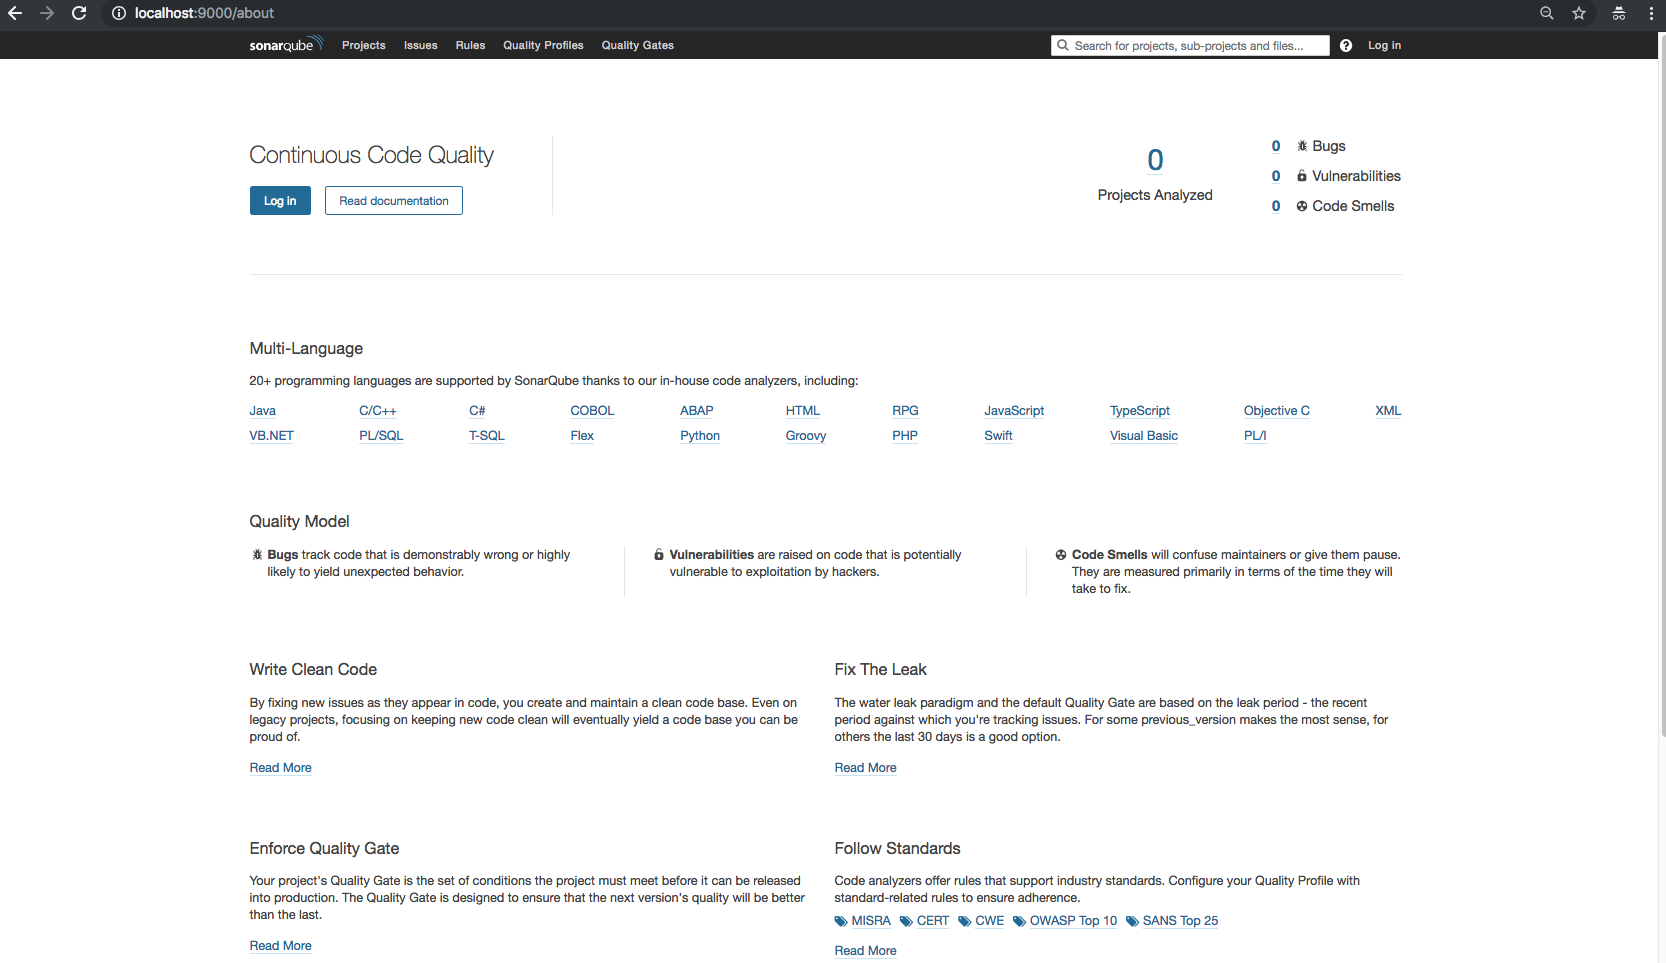 localhost:9000/about
sonarqube Projects Issues Rules Quality Profiles Quality Gates Search for projects, sub-projects and files... Log in
Continuous Code Quality
Log in Read documentation
0
Projects Analyzed
0 Bugs
0 Vulnerabilities
0 Code Smells
Multi-Language
20+ programming languages are supported by SonarQube thanks to our in-house code analyzers, including:
Java C/C++ C# COBOL ABAP HTML RPG JavaScript TypeScript Objective C XML
VB.NET PL/SQL T-SQL Flex Python Groovy PHP Swift Visual Basic PL/I
Quality Model
Bugs track code that is demonstrably wrong or highly
likely to yield unexpected behavior.
Vulnerabilities are raised on code that is potentially
vulnerable to exploitation by hackers.
Code Smells will confuse maintainers or give them pause.
They are measured primarily in terms of the time they will
take to fix.
Write Clean Code
By fixing new issues as they appear in code, you create and maintain a clean code base. Even on
legacy projects, focusing on keeping new code clean will eventually yield a code base you can be
proud of.
Read More
Fix The Leak
The water leak paradigm and the default Quality Gate are based on the leak period - the recent
period against which you're tracking issues. For some previous_version makes the most sense, for
others the last 30 days is a good option.
Read More
Enforce Quality Gate
Your project's Quality Gate is the set of conditions the project must meet before it can be released
into production. The Quality Gate is designed to ensure that the next version's quality will be better
than the last.
Read More
Follow Standards
Code analyzers offer rules that support industry standards. Configure your Quality Profile with
standard-related rules to ensure adherence.
MISRA CERT CWE OWASP Top 10 SANS Top 25
Read More